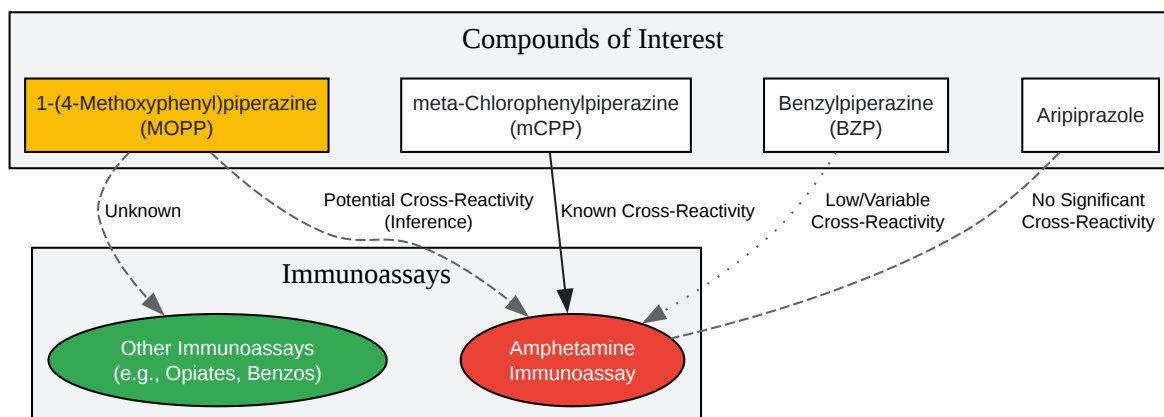 Compounds of Interest
1-(4-Methoxyphenyl)piperazine
(MOPP)
meta-Chlorophenylpiperazine
(mCPP)
Benzylpiperazine
(BZP)
Aripiprazole
Unknown
Potential Cross-Reactivity
(Inference)
Known Cross-Reactivity
Low/Variable
Cross-Reactivity
No Significant
Cross-Reactivity
Immunoassays
Other Immunoassays
(e.g., Opiates, Benzos)
Amphetamine
Immunoassay